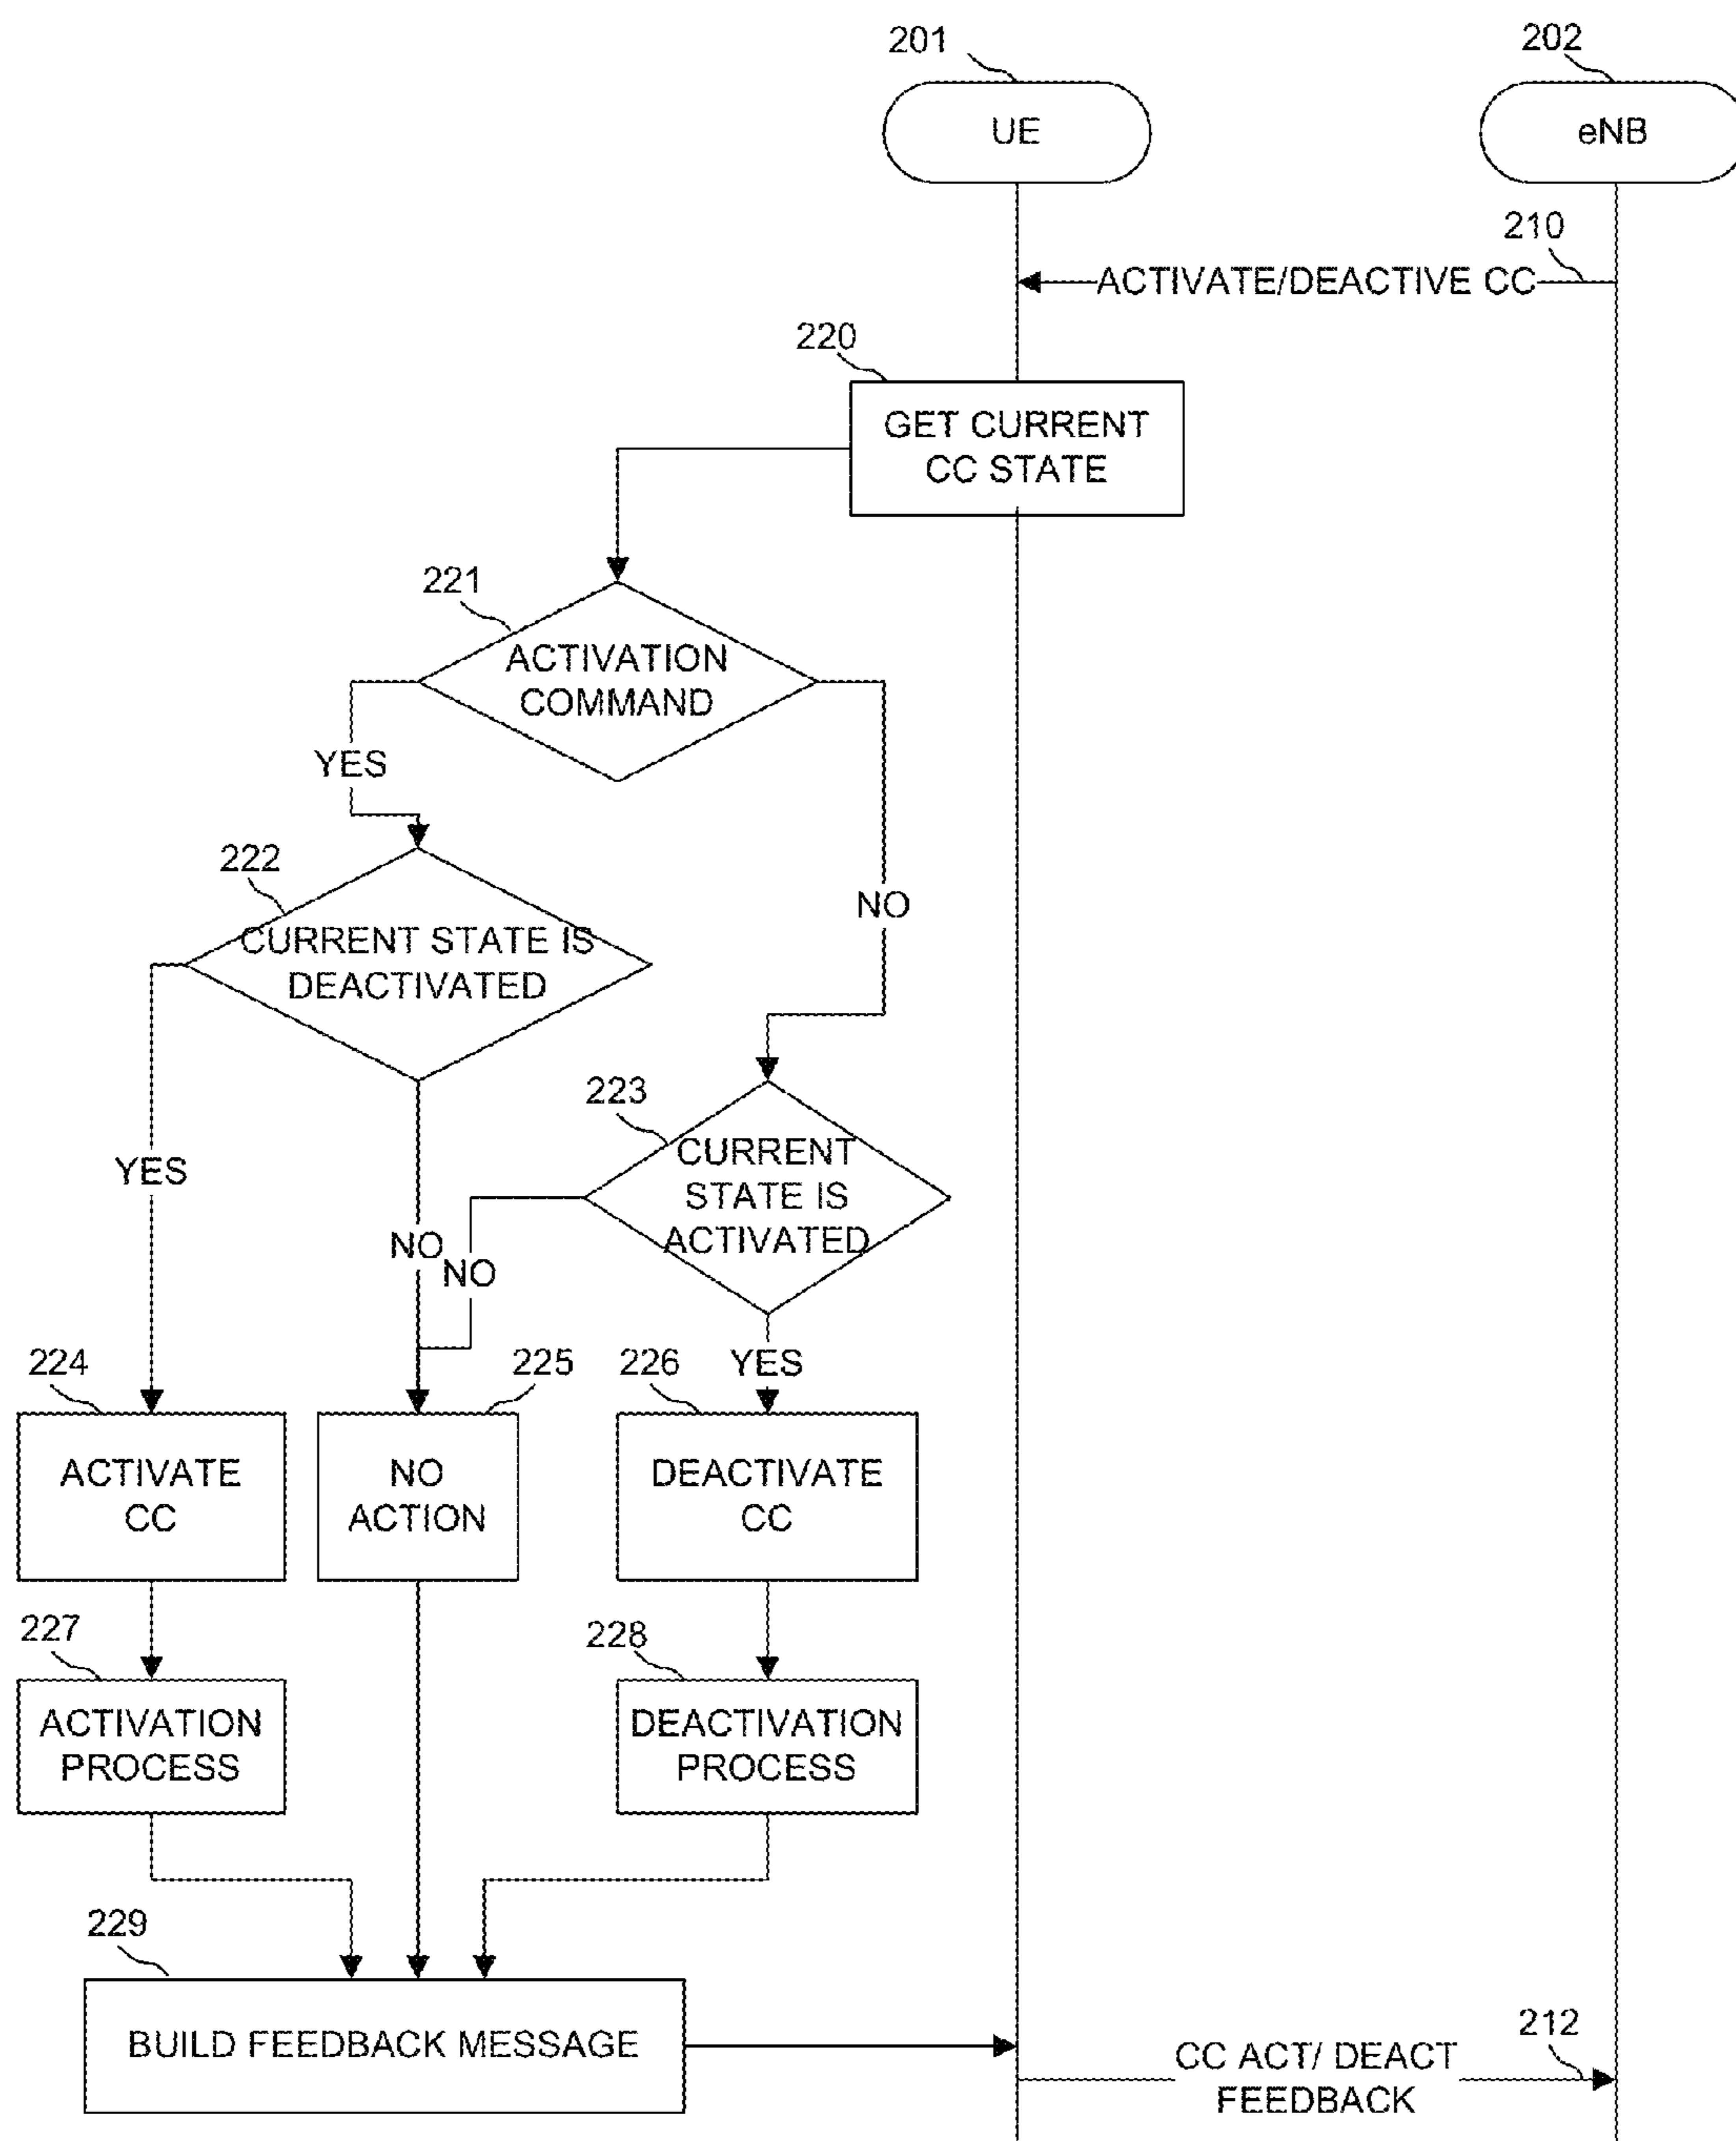 201
202
UE
eNB
210
ACTIVATE/DEACTIVE CC
220
GET CURRENT
CC STATE
221
ACTIVATION
COMMAND
YES
NO
222
CURRENT STATE IS
DEACTIVATED
223
CURRENT
STATE IS
ACTIVATED
YES
NO
NO
YES
224
225
226
ACTIVATE
CC
NO
ACTION
DEACTIVATE
CC
227
228
ACTIVATION
PROCESS
DEACTIVATION
PROCESS
229
BUILD FEEDBACK MESSAGE
212
CC ACT/ DEACT
FEEDBACK